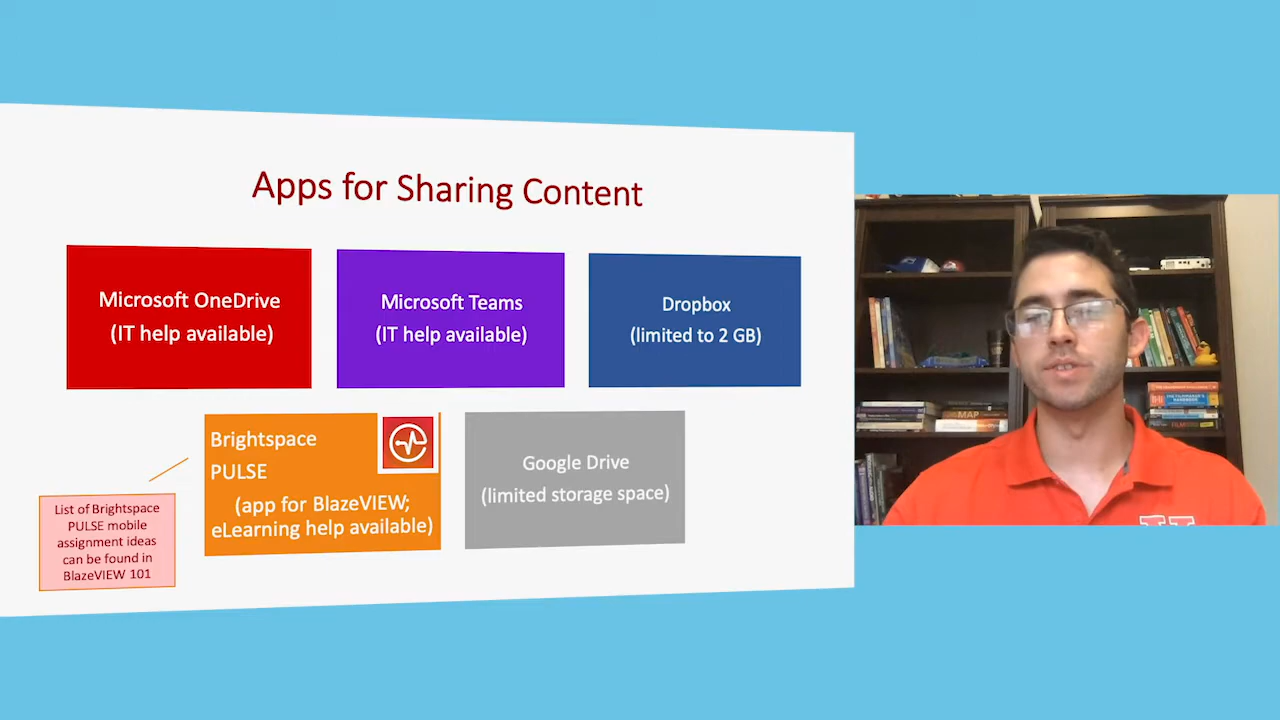 Apps for Sharing Content
Microsoft OneDrive
(IT help available)
Microsoft Teams
(IT help available)
Dropbox
(limited to 2 GB)
Brightspace
PULSE
(app for BlazeVIEW;
eLearning help available)
Google Drive
(limited storage space)
List of Brightspace
PULSE mobile
assignment ideas
can be found in
BlazeVIEW 101
MAP